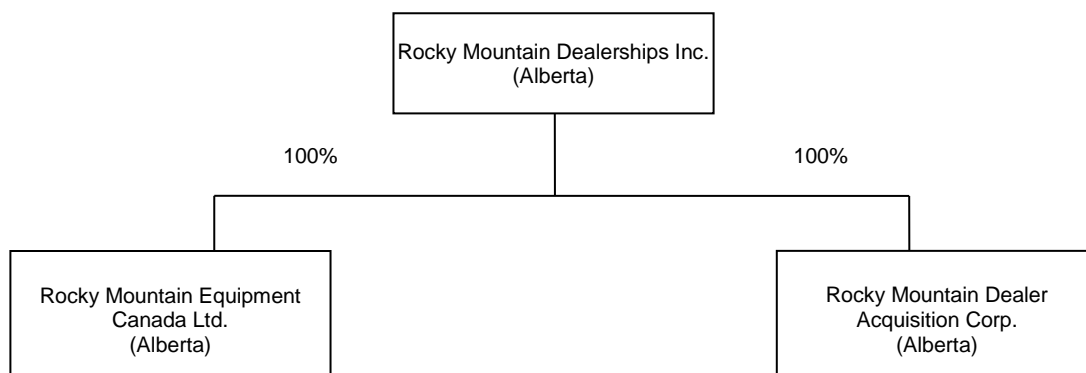 Rocky Mountain Dealerships Inc.
(Alberta)
100%
100%
Rocky Mountain Equipment
Canada Ltd.
(Alberta)
Rocky Mountain Dealer
Acquisition Corp.
(Alberta)